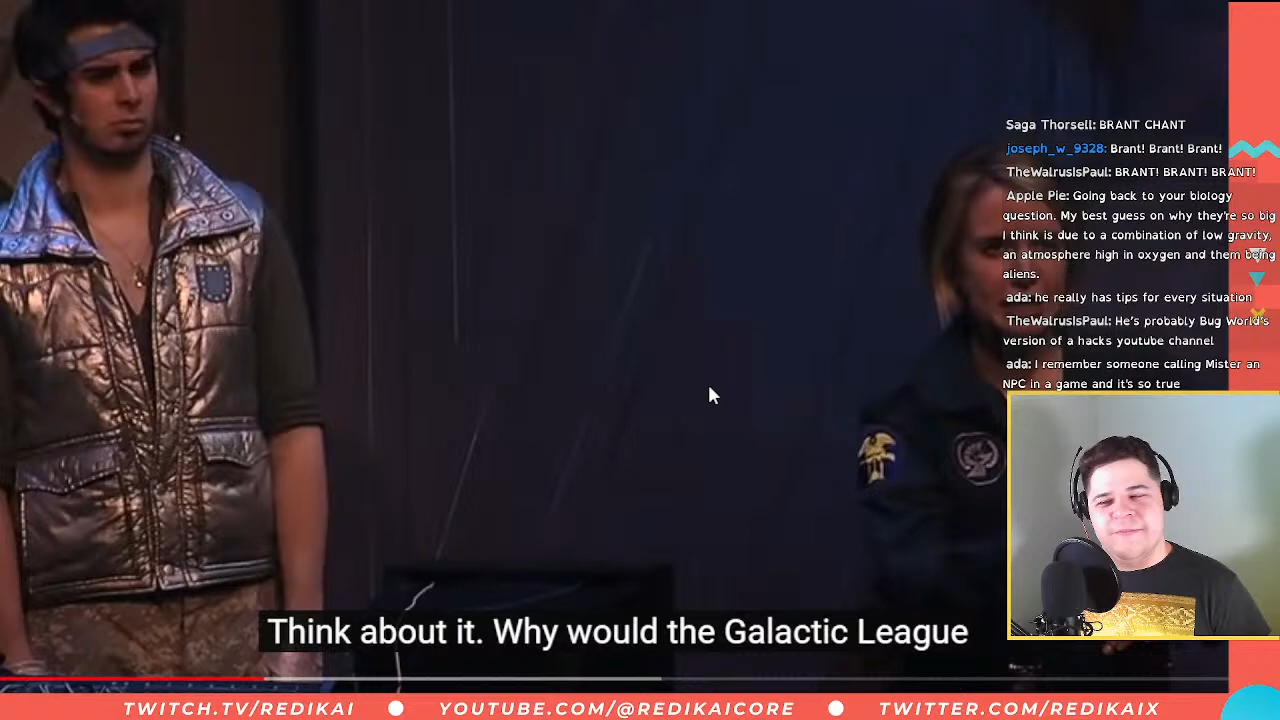 Saga Thorsell: BRANT CHANT
joseph_w_9328: Brant! Brant! Brant!
TheWalrusIsPaul: BRANT! BRANT! BRANT!
Apple Pie: Going back to your biology
question. My best guess on why they're so big
I think is due to a combination of low gravity,
an atmosphere high in oxygen and them being
aliens.
ada: he really has tips for every situation
TheWalrusIsPaul: He's probably Bug World's
version of a hacks youtube channel
ada: I remember someone calling Mister an
NPC in a game and it's so true
Think about it. Why would the Galactic League
TWITCH.TV/REDIKAI
YOUTUBE.COM/@REDIKAICORE
TWITTER.COM/REDIKAIX